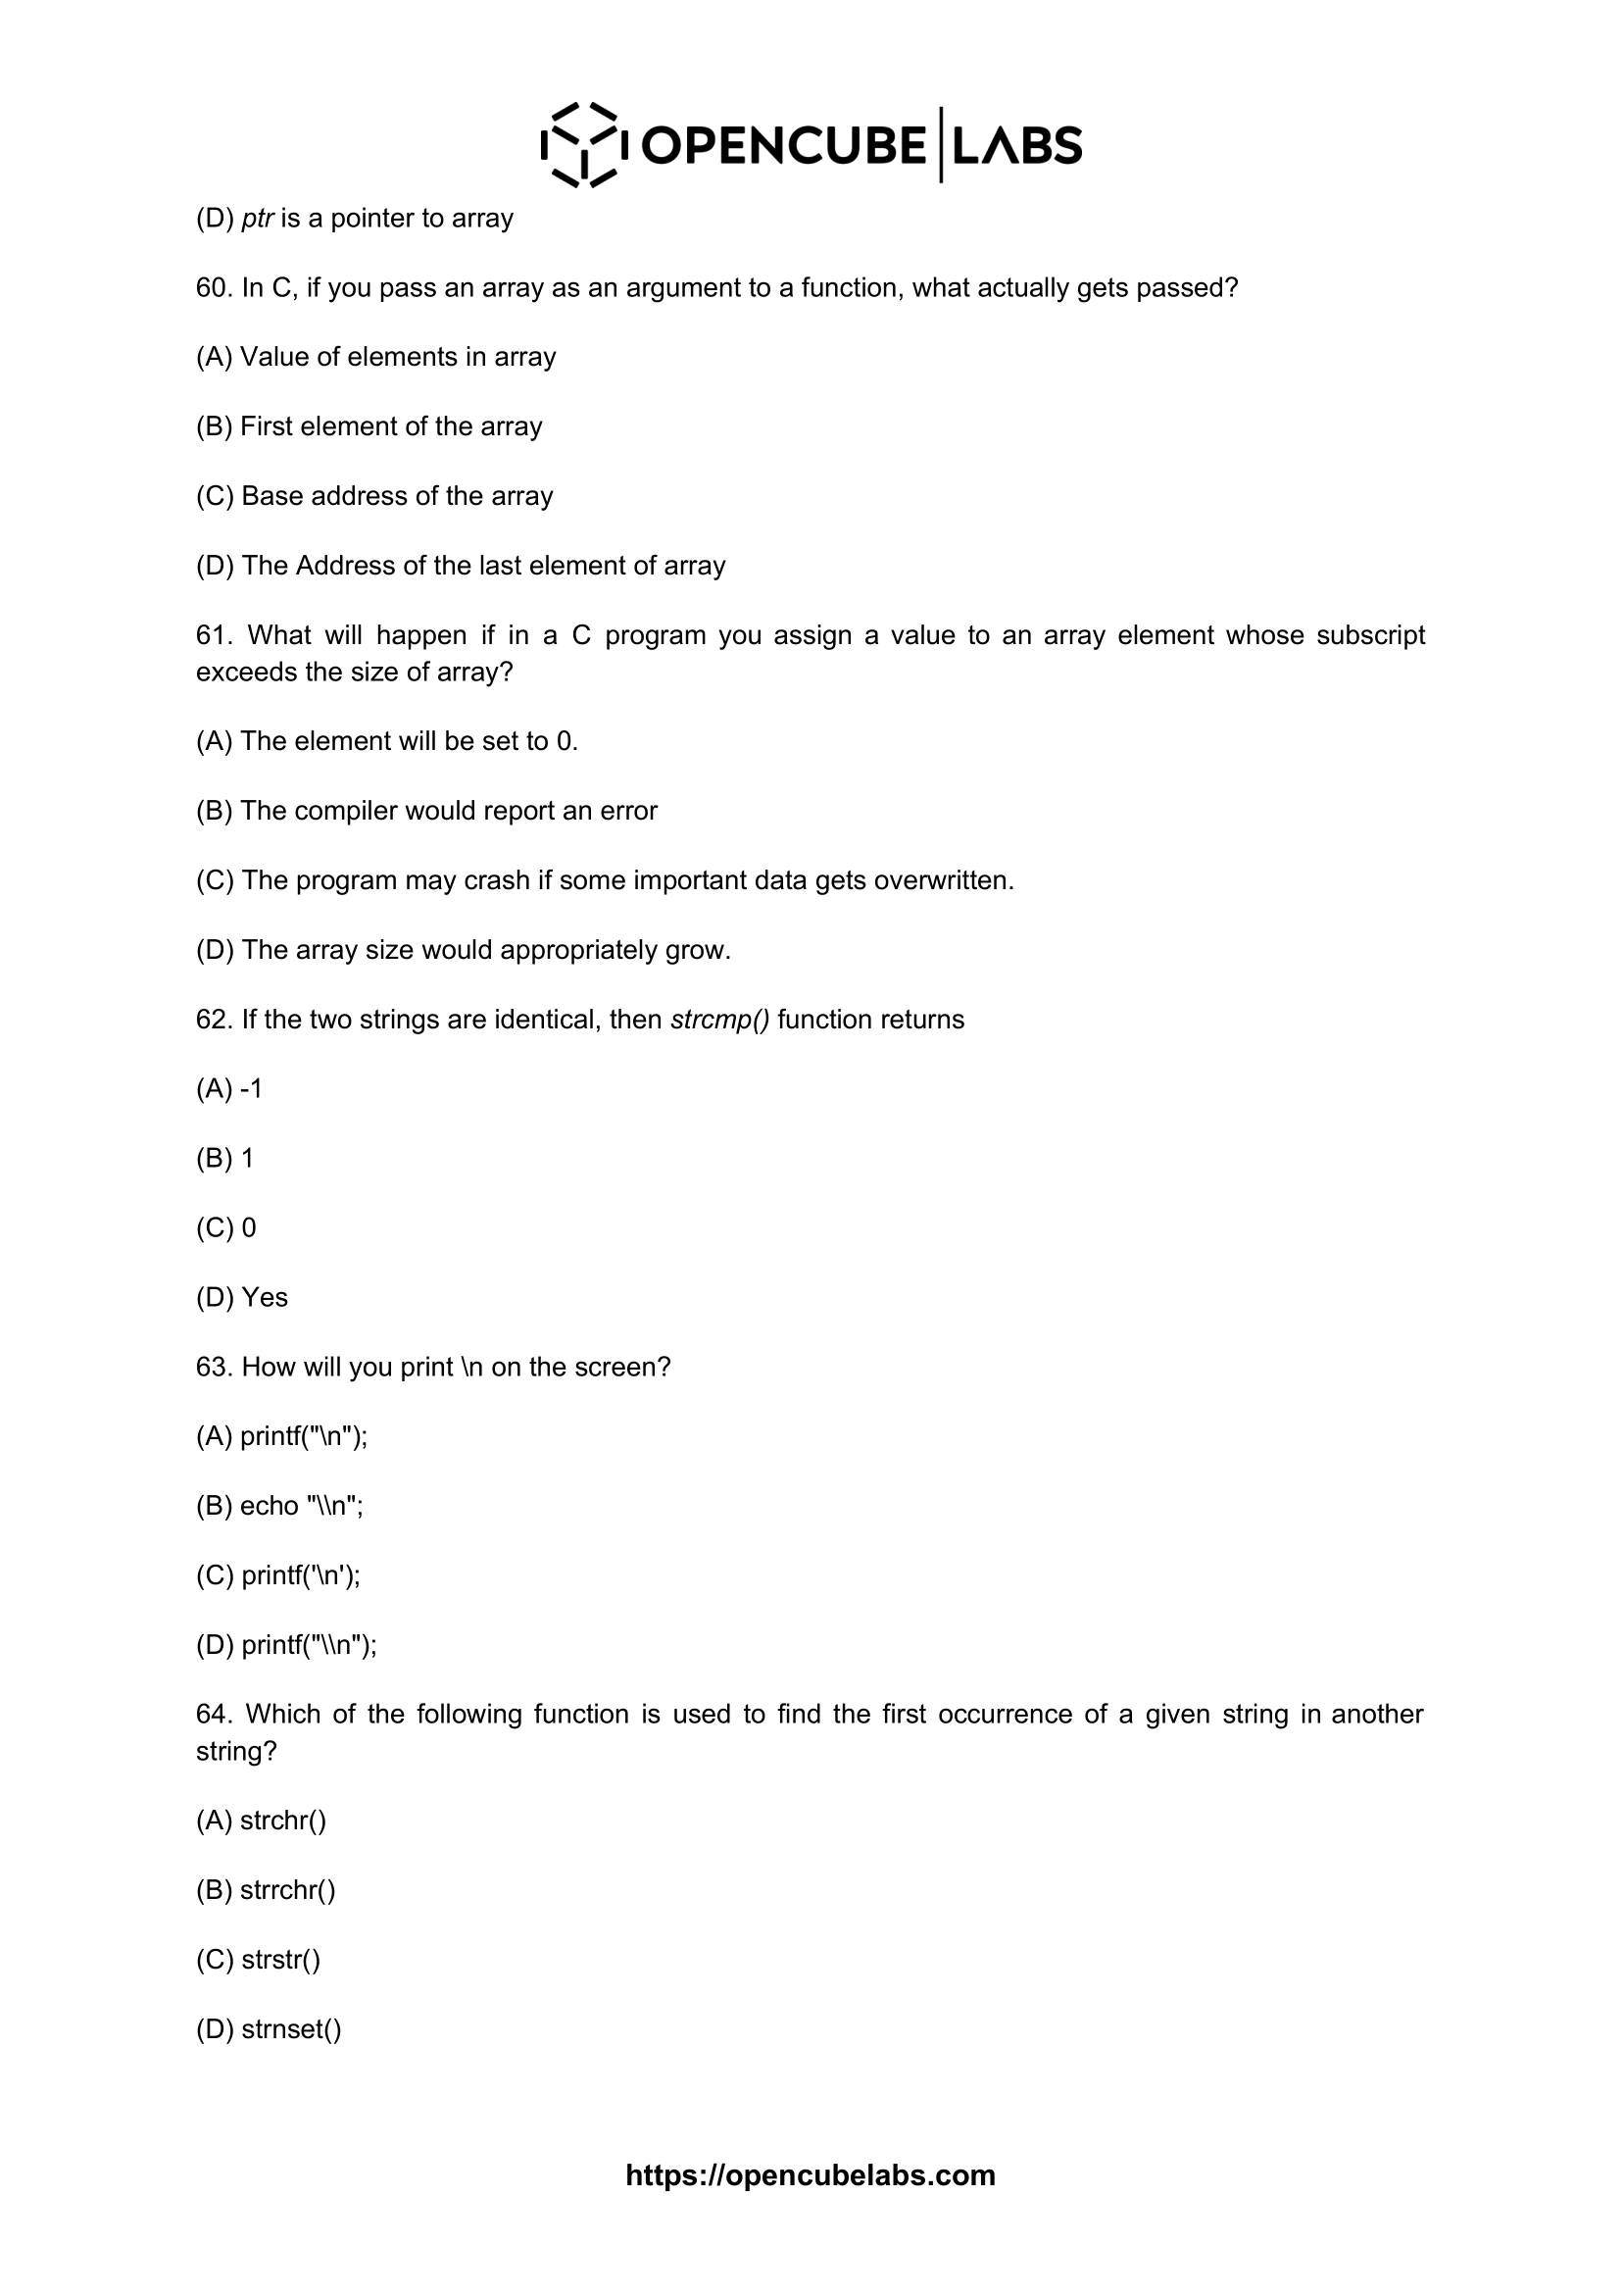 OPENCUBE LABS
(D) ptr is a pointer to array
60. In C, if you pass an array as an argument to a function, what actually gets passed?
(A) Value of elements in array
(B) First element of the array
(C) Base address of the array
(D) The Address of the last element of array
61. What will happen if in a C program you assign a value to an array element whose subscript
exceeds the size of array?
(A) The element will be set to 0.
(B) The compiler would report an error
(C) The program may crash if some important data gets overwritten.
(D) The array size would appropriately grow.
62. If the two strings are identical, then strcmp() function returns
(A) -1
(B) 1
(C) 0
(D) Yes
63. How will you print \n on the screen?
(A) printf("\n");
(B) echo "\\n";
(C) printf('\n');
(D) printf("\\n");
64. Which of the following function is used to find the first occurrence of a given string in another
string?
(A) strchr()
(B) strrchr()
(C) strstr()
(D) strnset()
https://opencubelabs.com